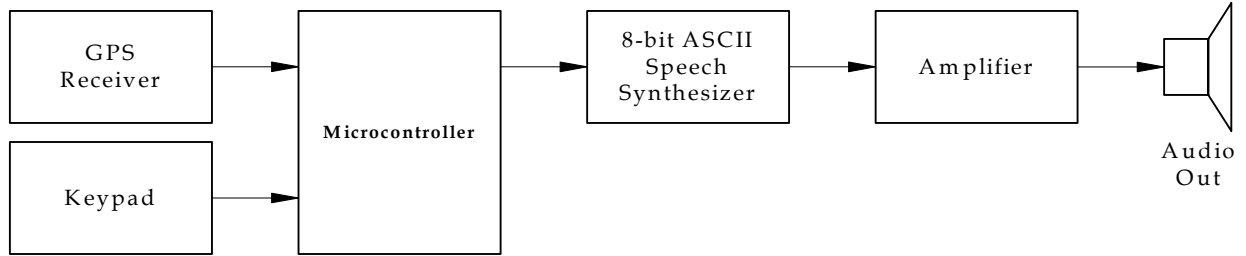 GPS
Receiver
Keypad
Microcontroller
8-bit ASCII
Speech
Synthesizer
Amplifier
Audio
Out